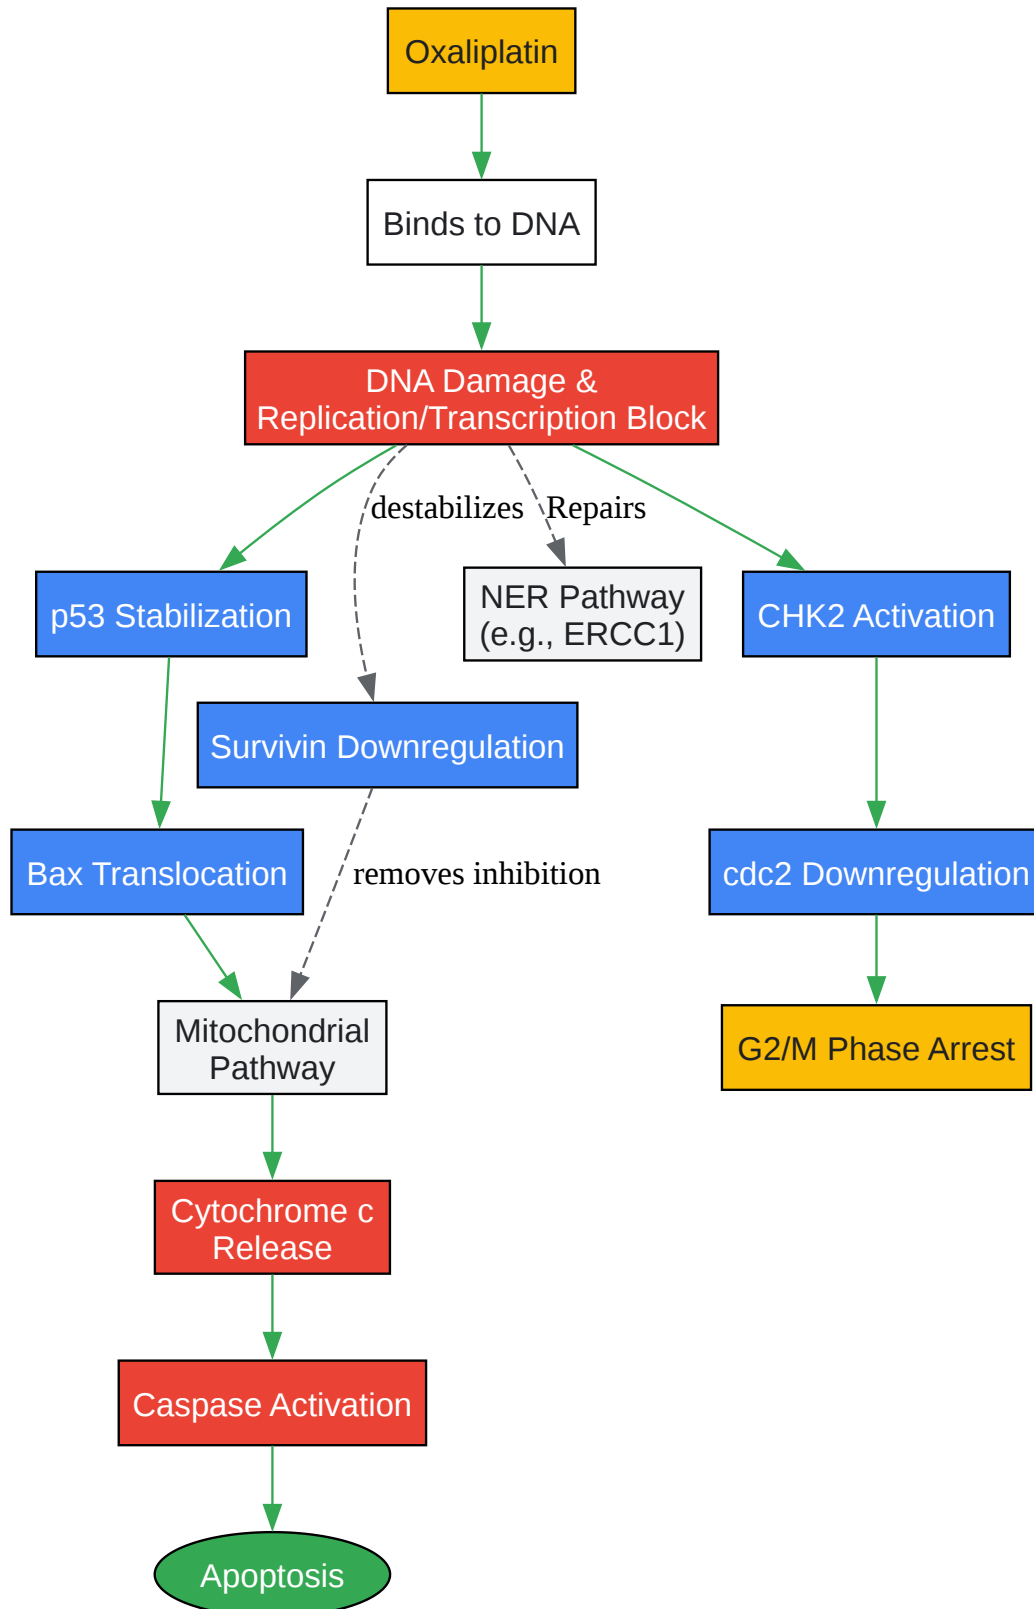 Oxaliplatin
Binds to DNA
DNA Damage &
Replication/Transcription Block
destabilizes
Repairs
p53 Stabilization
NER Pathway
(e.g., ERCC1)
CHK2 Activation
Survivin Downregulation
Bax Translocation
removes inhibition
cdc2 Downregulation
Mitochondrial
Pathway
G2/M Phase Arrest
Cytochrome c
Release
Caspase Activation
Apoptosis